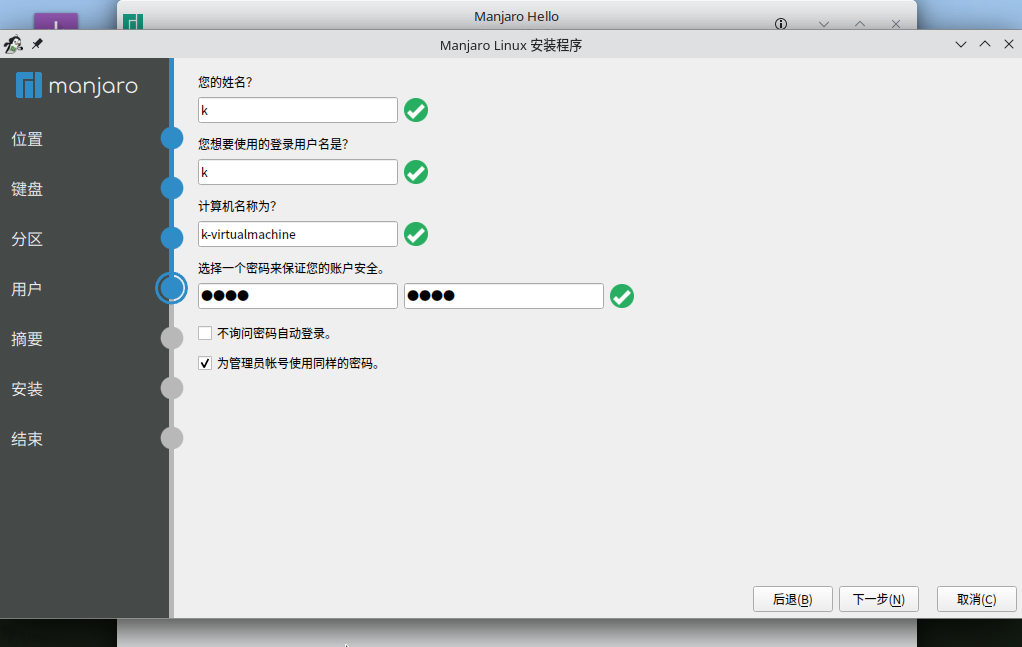 Manjaro Hello
Manjaro Linux 安装程序
manjaro
位置
键盘
分区
用户
摘要
安装
结束
您的姓名?
k
您想要使用的登录用户名是?
k
计算机名称为?
k-virtualmachine
选择一个密码来保证您的账户安全。
●●●● ●●●●
不询问密码自动登录。
为管理员帐号使用同样的密码。
后退(B) 下一步(N) 取消(C)